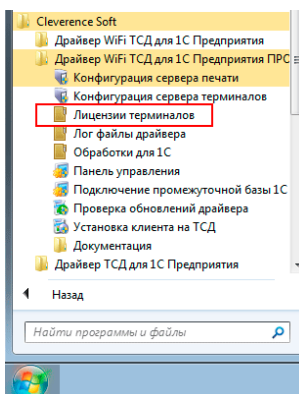 Cleverence Soft
Драйвер WiFi ТСД для 1С Предприятия
Драйвер WiFi ТСД для 1С Предприятия ПРС
Конфигурация сервера печати
Конфигурация сервера терминалов
Лицензии терминалов
Лог файлы драйвера
Обработки для 1С
Панель управления
Подключение промежуточной базы 1С
Проверка обновлений драйвера
Установка клиента на ТСД
Документация
Драйвер ТСД для 1С Предприятия
Назад
Найти программы и файлы